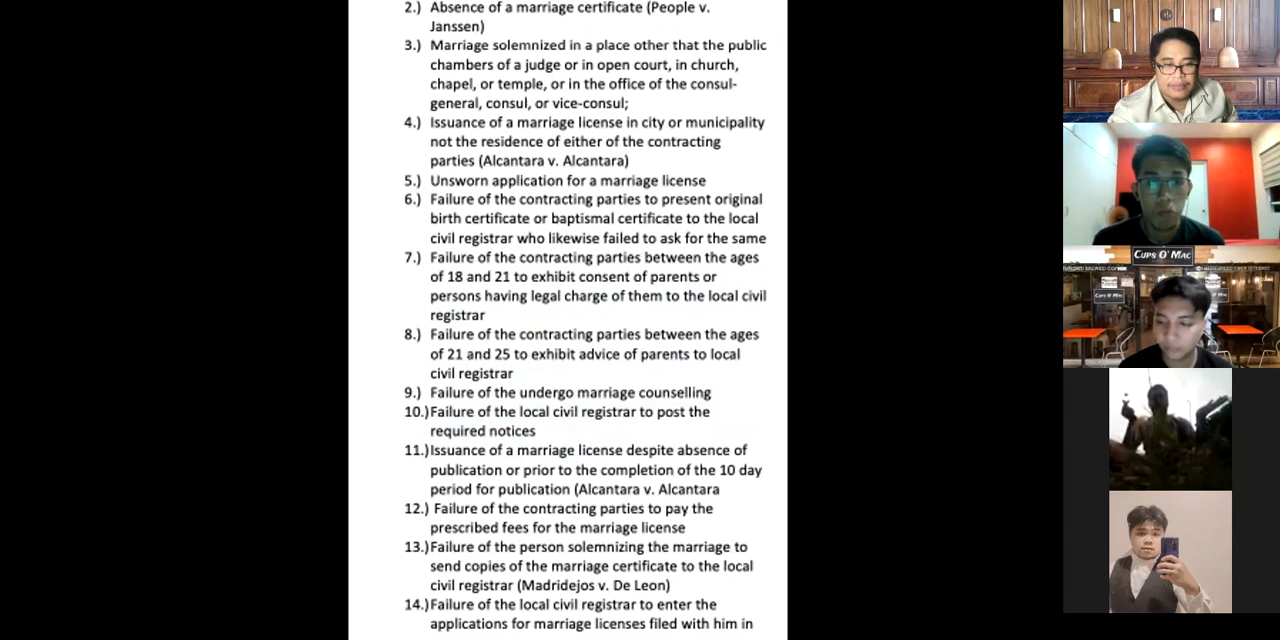 2.) Absence of a marriage certificate (People v.
Janssen)
3.) Marriage solemnized in a place other that the public
chambers of a judge or in open court, in church,
chapel, or temple, or in the office of the consul-
general, consul, or vice-consul;
4.) Issuance of a marriage license in city or municipality
not the residence of either of the contracting
parties (Alcantara v. Alcantara)
5.) Unsworn application for a marriage license
6.) Failure of the contracting parties to present original
birth certificate or baptismal certificate to the local
civil registrar who likewise failed to ask for the same
7.) Failure of the contracting parties between the ages
of 18 and 21 to exhibit consent of parents or
persons having legal charge of them to the local civil
registrar
8.) Failure of the contracting parties between the ages
of 21 and 25 to exhibit advice of parents to local
civil registrar
9.) Failure of the undergo marriage counselling
10.)Failure of the local civil registrar to post the
required notices
11.)Issuance of a marriage license despite absence of
publication or prior to the completion of the 10 day
period for publication (Alcantara v. Alcantara
12.) Failure of the contracting parties to pay the
prescribed fees for the marriage license
13.)Failure of the person solemnizing the marriage to
send copies of the marriage certificate to the local
civil registrar (Madridejos v. De Leon)
14.)Failure of the local civil registrar to enter the
applications for marriage licenses filed with him in
CUPS O' MAC
CUPS O' MAC
CUPS O' MAC